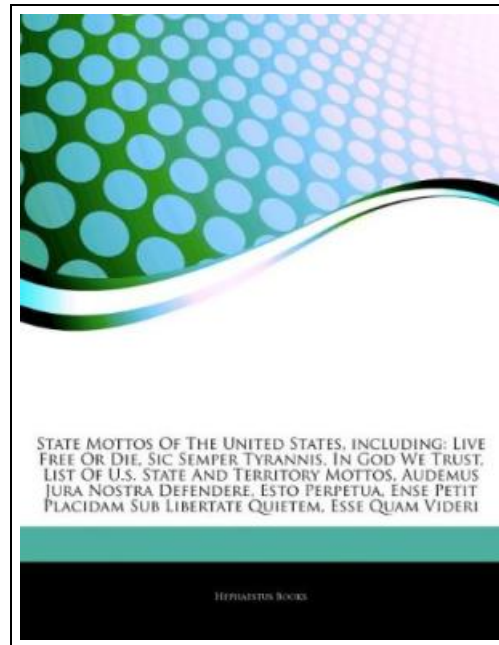 State Mottos Of The United States, including: Live
Free Or Die, Sic Semper Tyrannis, In God We Trust,
List Of U.s. State And Territory Mottos, Audemus
Jura Nostra Defendere, Esto Perpetua, Ense Petit
Placidam Sub Libertate Quietem, Esse Quam Videri
Hephaestus Books